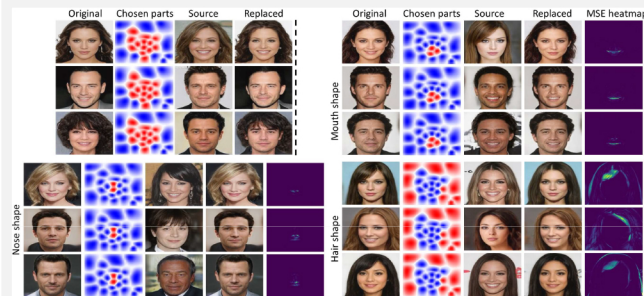 Original Chosen parts Source Replaced
Original Chosen parts Source Replaced MSE heatmap
Mouth shape
Nose shape
Hair shape